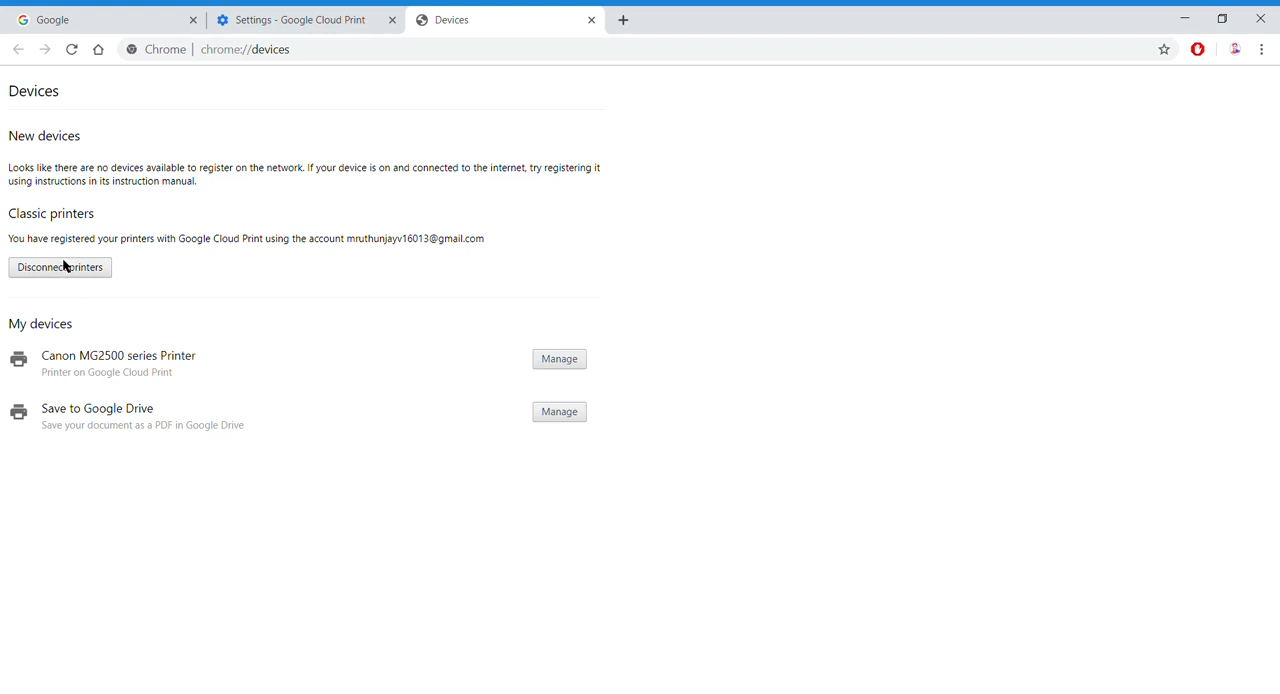 Google
Settings - Google Cloud Print
Devices
Chrome | chrome://devices
Devices
New devices
Looks like there are no devices available to register on the network. If your device is on and connected to the internet, try registering it
using instructions in its instruction manual.
Classic printers
You have registered your printers with Google Cloud Print using the account mruthunjayv16013@gmail.com
Disconnect printers
My devices
Canon MG2500 series Printer
Manage
Printer on Google Cloud Print
Save to Google Drive
Manage
Save your document as a PDF in Google Drive